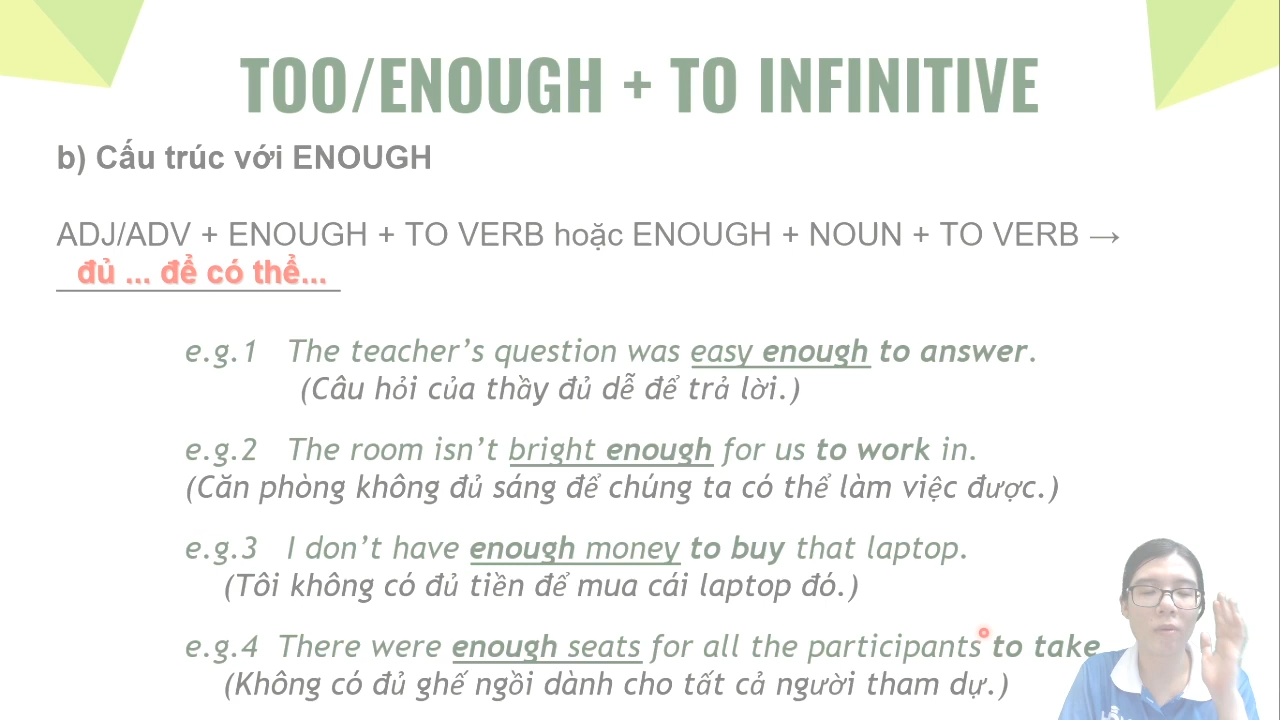 TOO/ENOUGH + TO INFINITIVE
b) Cấu trúc với ENOUGH
ADJ/ADV + ENOUGH + TO VERB hoặc ENOUGH + NOUN + TO VERB →
đủ ... để có thể...
e.g.1 The teacher’s question was easy enough to answer.
(Câu hỏi của thầy đủ dễ để trả lời.)
e.g.2 The room isn’t bright enough for us to work in.
(Căn phòng không đủ sáng để chúng ta có thể làm việc được.)
e.g.3 I don’t have enough money to buy that laptop.
(Tôi không có đủ tiền để mua cái laptop đó.)
e.g.4 There were enough seats for all the participants to take
(Không có đủ ghế ngồi dành cho tất cả người tham dự.)